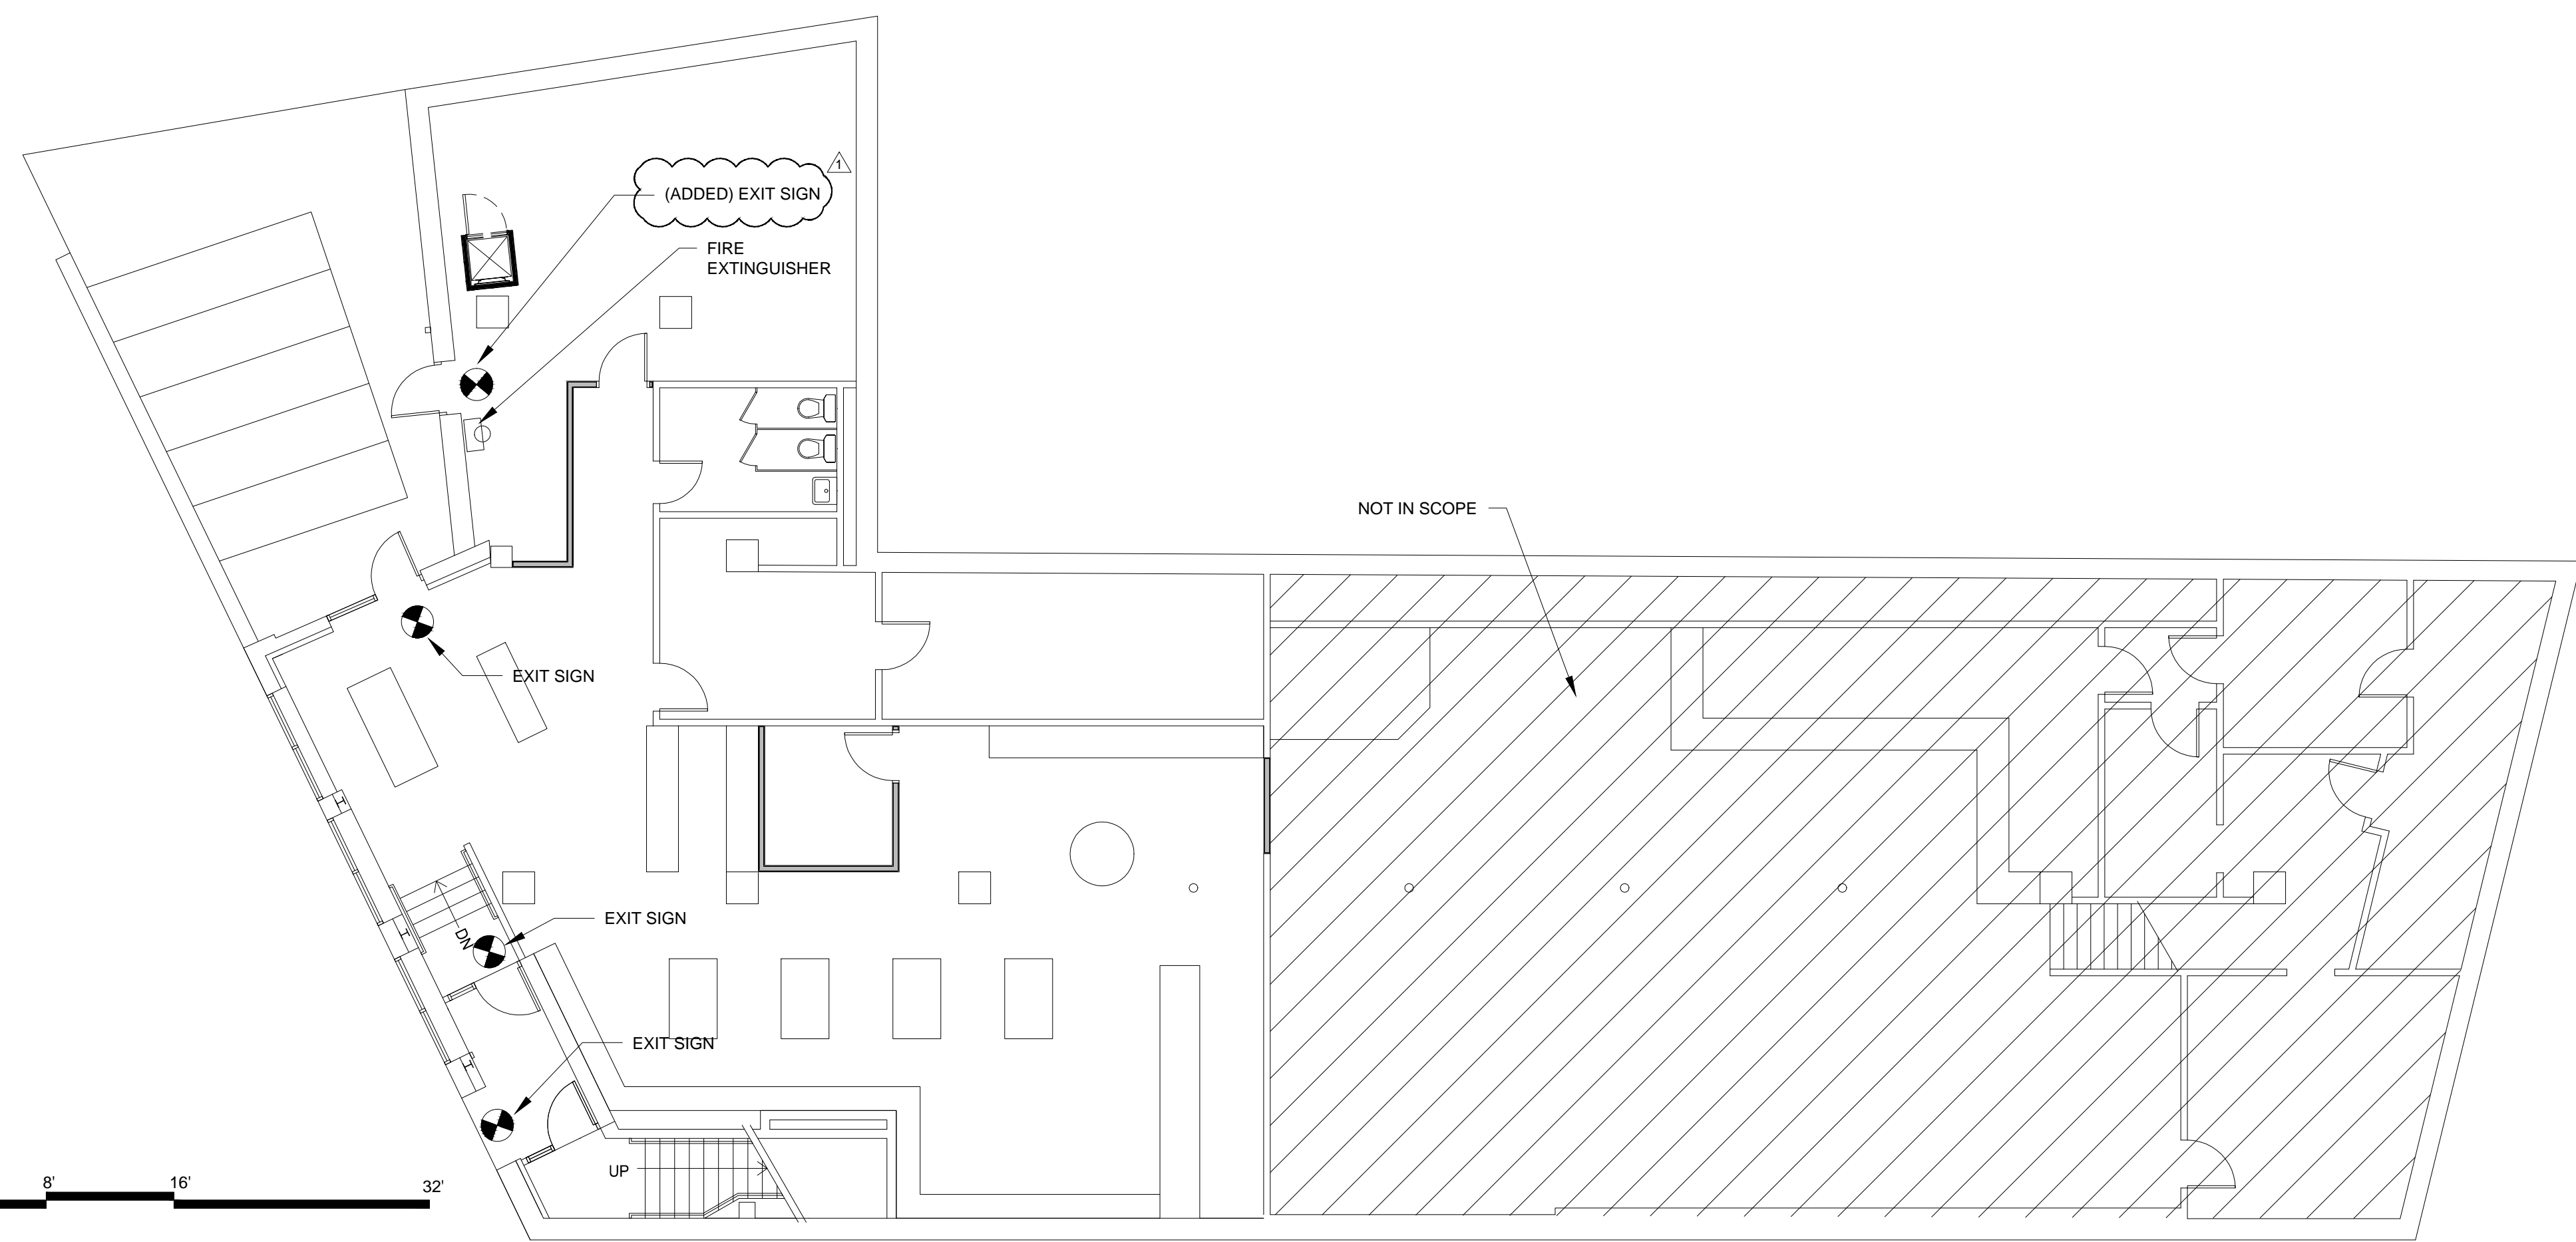 1
(ADDED) EXIT SIGN
FIRE
EXTINGUISHER
NOT IN SCOPE
EXIT SIGN
EXIT SIGN
DN
EXIT SIGN
UP
8'
16'
32'